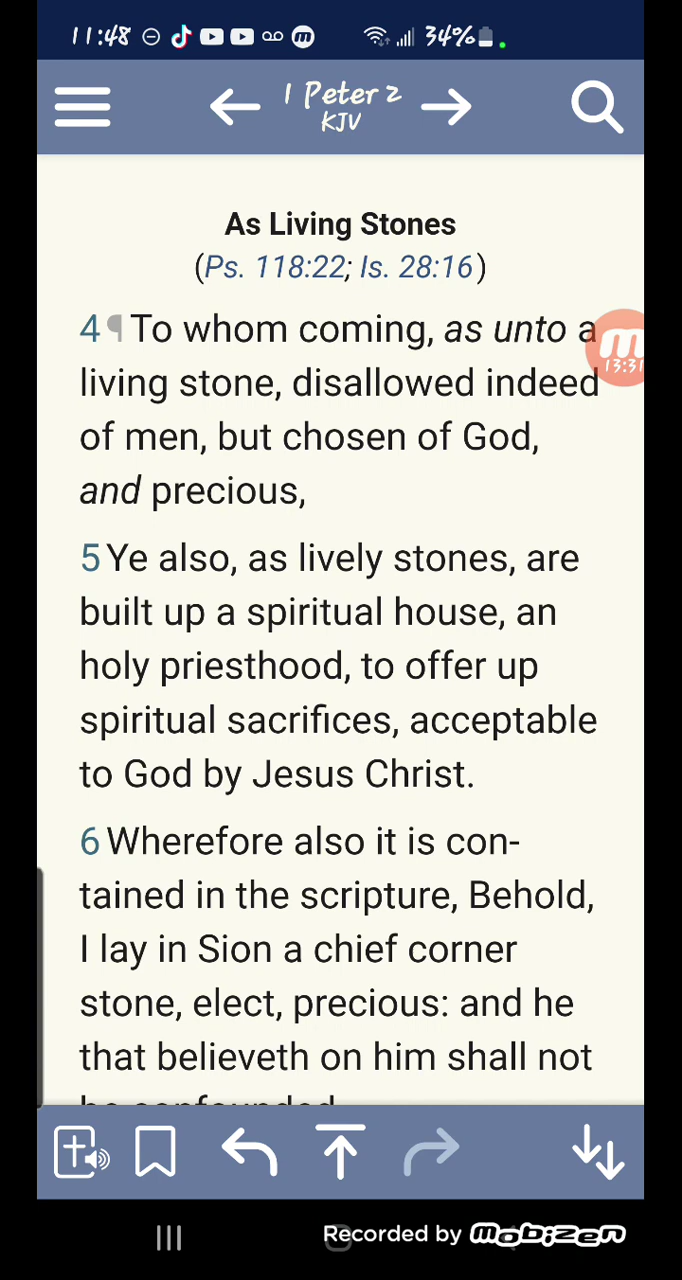 11:48 34%
1 Peter 2
KJV
As Living Stones
(Ps. 118:22; Is. 28:16)
4 ¶ To whom coming, as unto a
living stone, disallowed indeed
of men, but chosen of God,
and precious,
5 Ye also, as lively stones, are
built up a spiritual house, an
holy priesthood, to offer up
spiritual sacrifices, acceptable
to God by Jesus Christ.
6 Wherefore also it is con-
tained in the scripture, Behold,
I lay in Sion a chief corner
stone, elect, precious: and he
that believeth on him shall not
be confounded
m
13:31
Recorded by mobizen